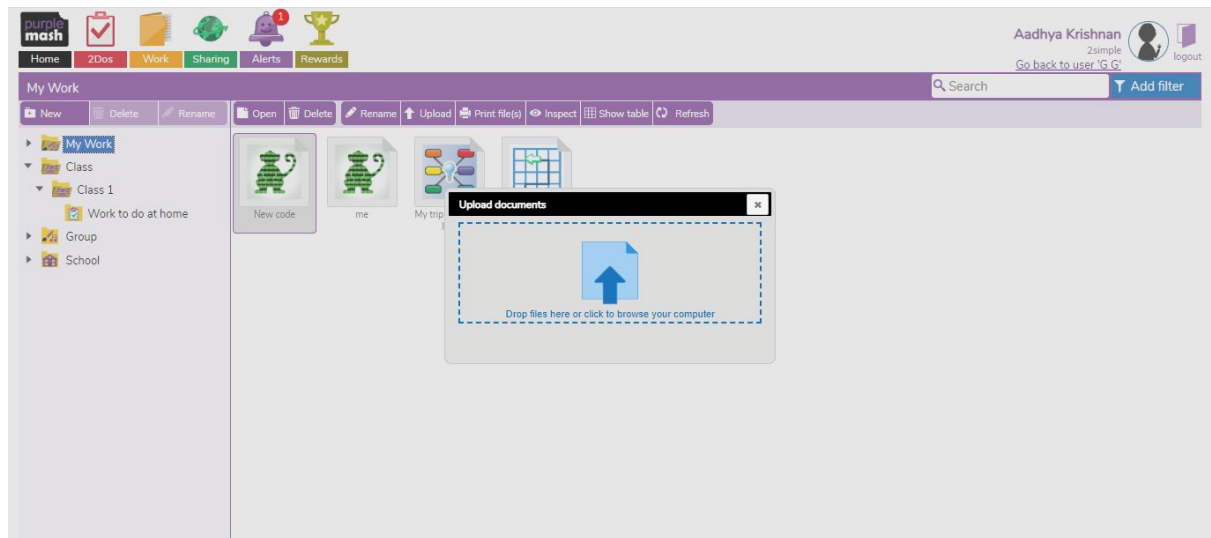 purple
mash
1
Home 2Dos Work Sharing Alerts Rewards
Aadhya Krishnan
2simple
Go back to user 'G G'
logout
My Work
Search
Add filter
New Delete Rename Open Delete Rename Upload Print file(s) Inspect Show table Refresh
My Work
Class
Class 1
Work to do at home
Group
School
New code
me
My trip
Upload documents
Drop files here or click to browse your computer